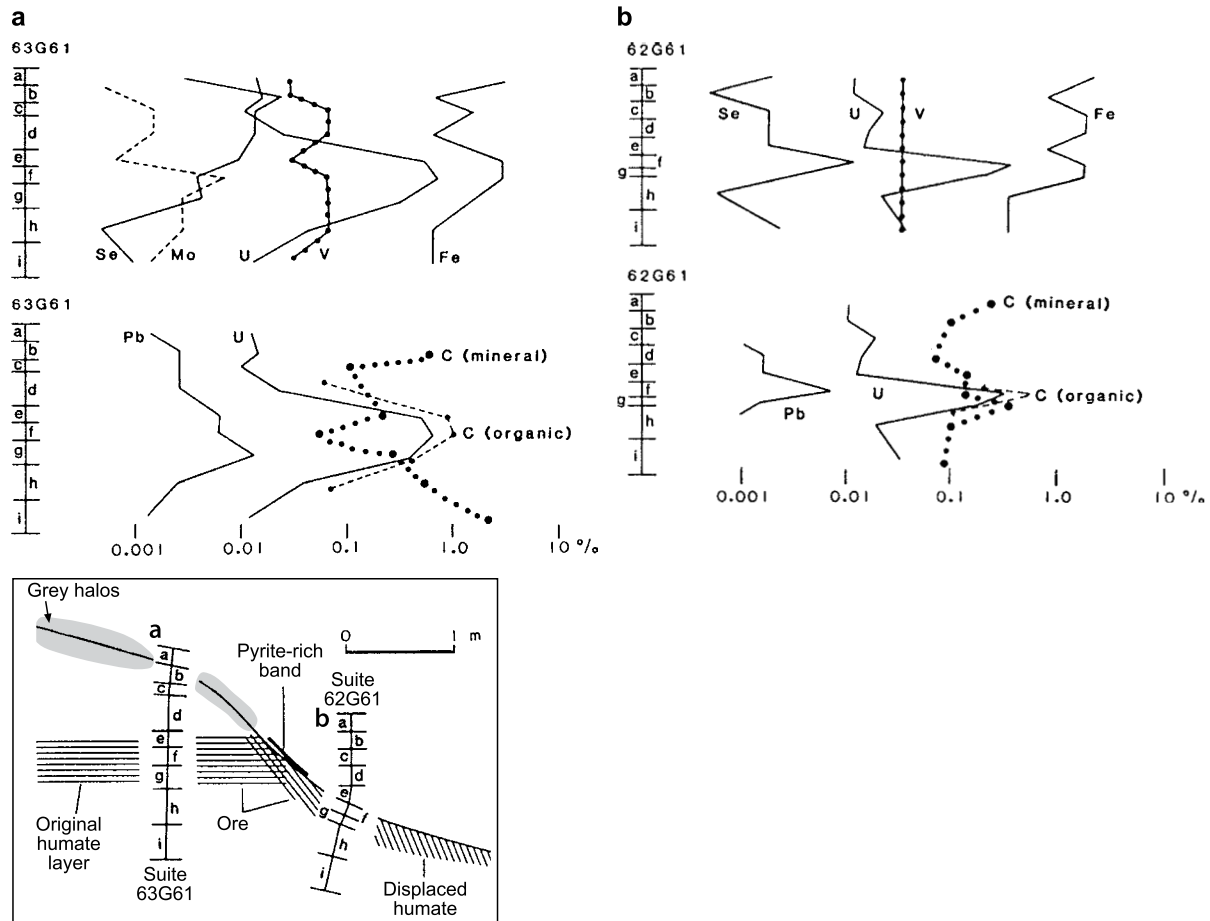 a
63G61
a
b
c
d
e
f
g
h
i
Se Mo U V Fe
63G61
a
b
c
d
e
f
g
h
i
Pb U
C (mineral)
C (organic)
0.001 0.01 0.1 1.0 10 %
b
62G61
a
b
c
d
e
f
g
h
i
Se U V Fe
62G61
a
b
c
d
e
f
g
h
i
C (mineral)
C (organic)
Pb U
0.001 0.01 0.1 1.0 10 %
Grey halos
a
a
b
c
d
e
f
g
h
i
0 1 m
Pyrite-rich
band
Suite
62G61
b
a
b
c
d
e
f
g
h
i
Original
humate
layer
Ore
Suite
63G61
Displaced
humate